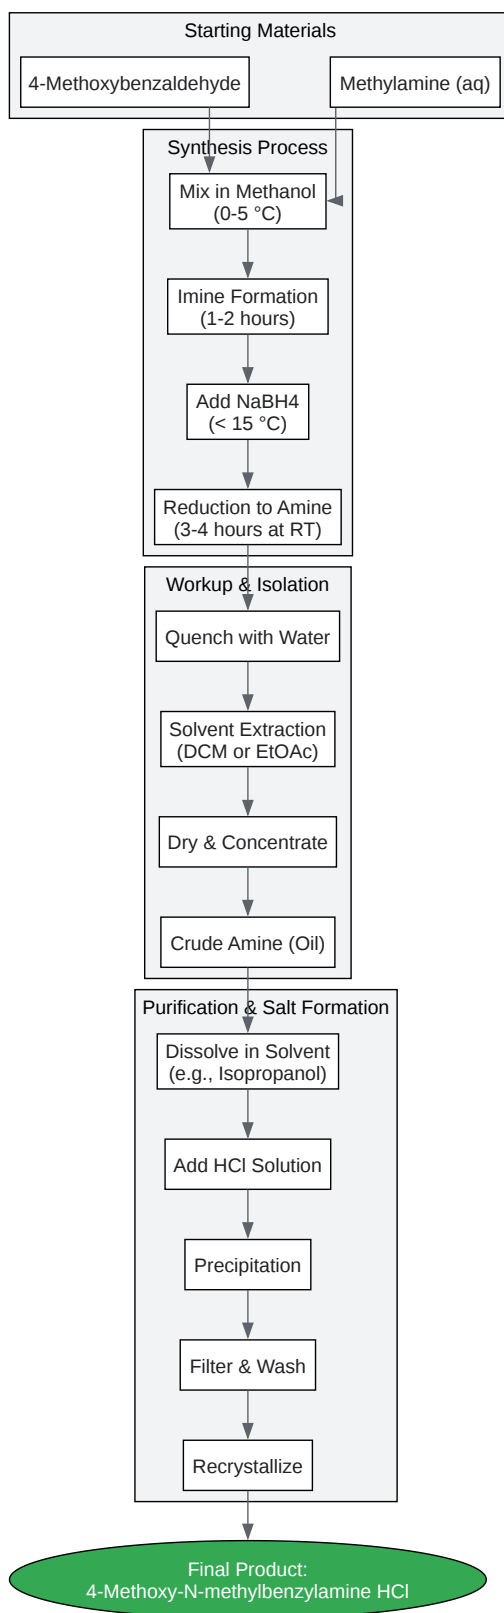 Starting Materials
4-Methoxybenzaldehyde
Methylamine (aq)
Synthesis Process
Mix in Methanol
(0-5 °C)
Imine Formation
(1-2 hours)
Add NaBH4
(< 15 °C)
Reduction to Amine
(3-4 hours at RT)
Workup & Isolation
Quench with Water
Solvent Extraction
(DCM or EtOAc)
Dry & Concentrate
Crude Amine (Oil)
Purification & Salt Formation
Dissolve in Solvent
(e.g., Isopropanol)
Add HCl Solution
Precipitation
Filter & Wash
Recrystallize
Final Product:
4-Methoxy-N-methylbenzylamine HCl